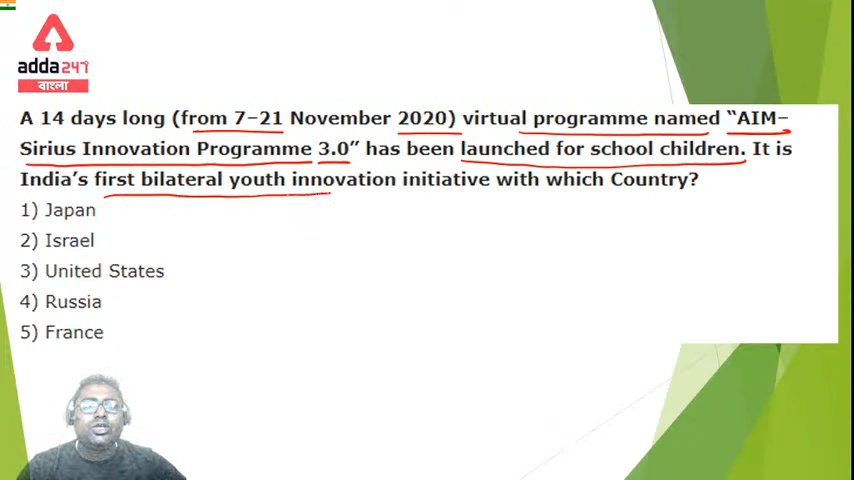 adda247
বাংলা
A 14 days long (from 7–21 November 2020) virtual programme named “AIM–
Sirius Innovation Programme 3.0” has been launched for school children. It is
India’s first bilateral youth innovation initiative with which Country?
1) Japan
2) Israel
3) United States
4) Russia
5) France